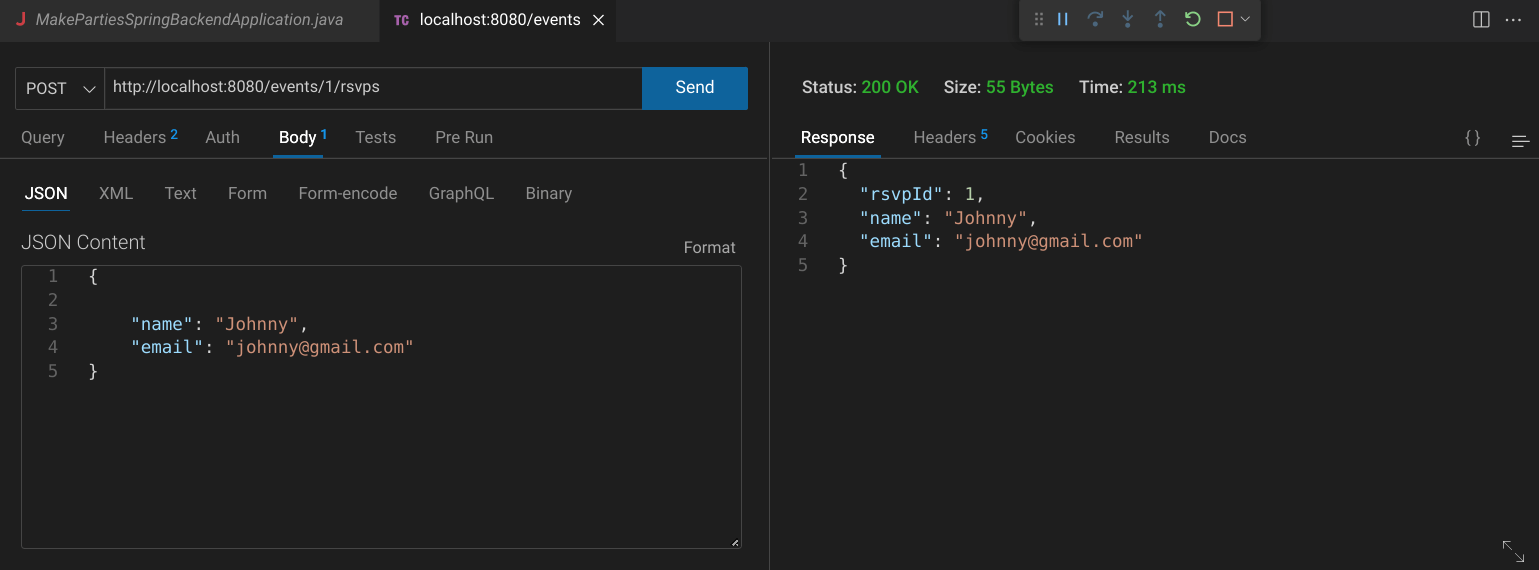 J MakePartiesSpringBackendApplication.java
TC localhost:8080/events
POST http://localhost:8080/events/1/rsvps Send
Query Headers 2 Auth Body 1 Tests Pre Run
JSON XML Text Form Form-encode GraphQL Binary
JSON Content
Format
1 {
2
3 "name": "Johnny",
4 "email": "johnny@gmail.com"
5 }
Status: 200 OK Size: 55 Bytes Time: 213 ms
Response Headers 5 Cookies Results Docs {}
1 {
2 "rsvpId": 1,
3 "name": "Johnny",
4 "email": "johnny@gmail.com"
5 }